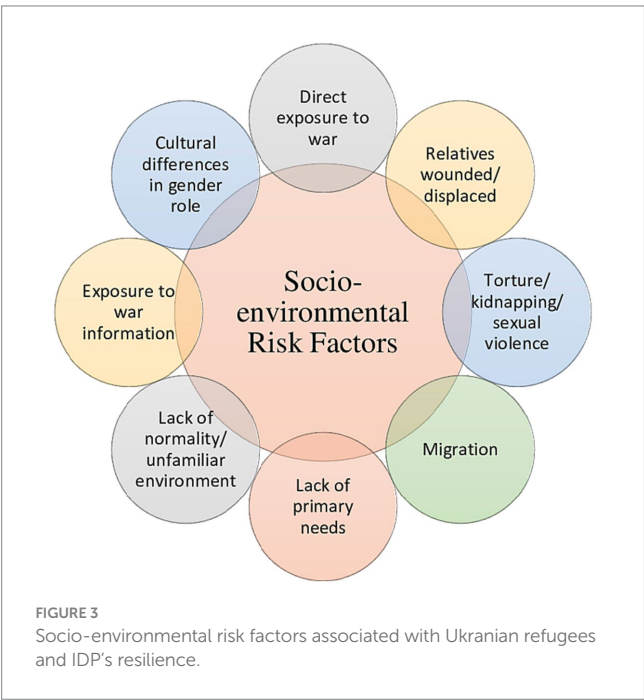 Direct
exposure to
war
Relatives
wounded/
displaced
Torture/
kidnapping/
sexual
violence
Migration
Lack of
primary
needs
Lack of
normality/
unfamiliar
environment
Exposure to
war
information
Cultural
differences
in gender
role
Socio-
environmental
Risk Factors
FIGURE 3
Socio-environmental risk factors associated with Ukranian refugees
and IDP's resilience.